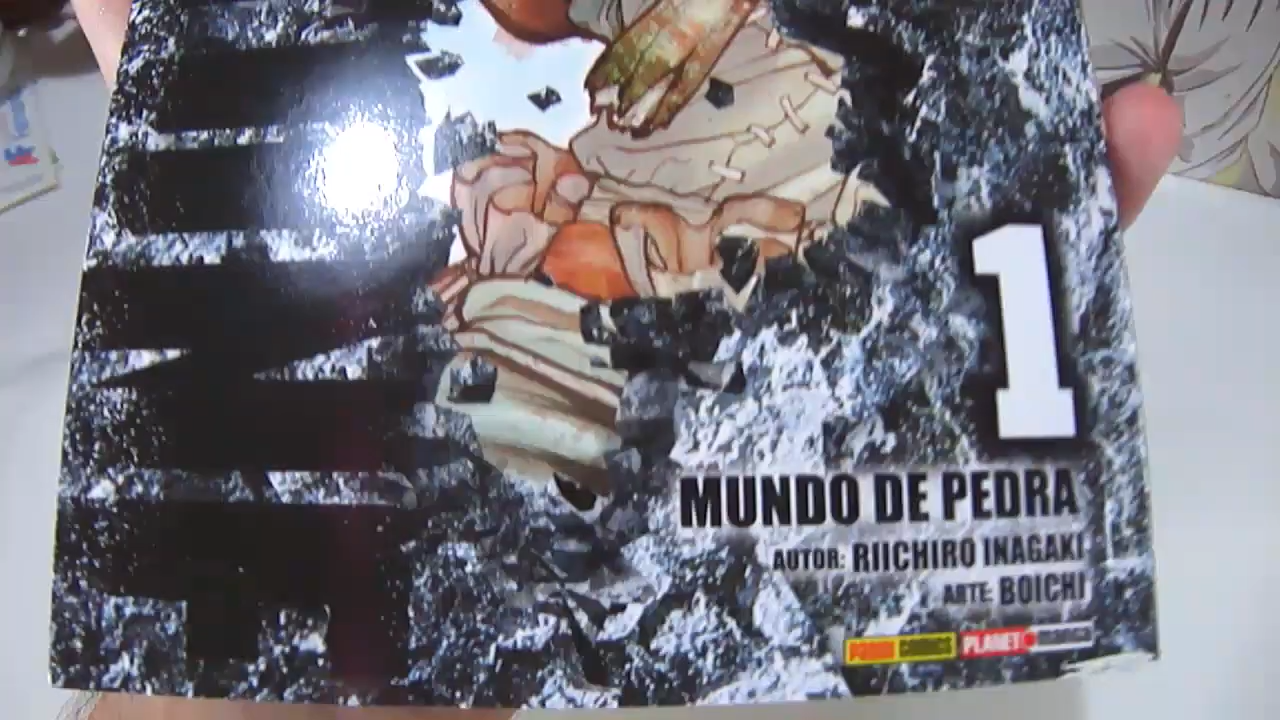 1
MUNDO DE PEDRA
AUTOR: RIICHIRO INAGAKI
ARTE: BOICHI
PANINI COMICS PLANET MANGA